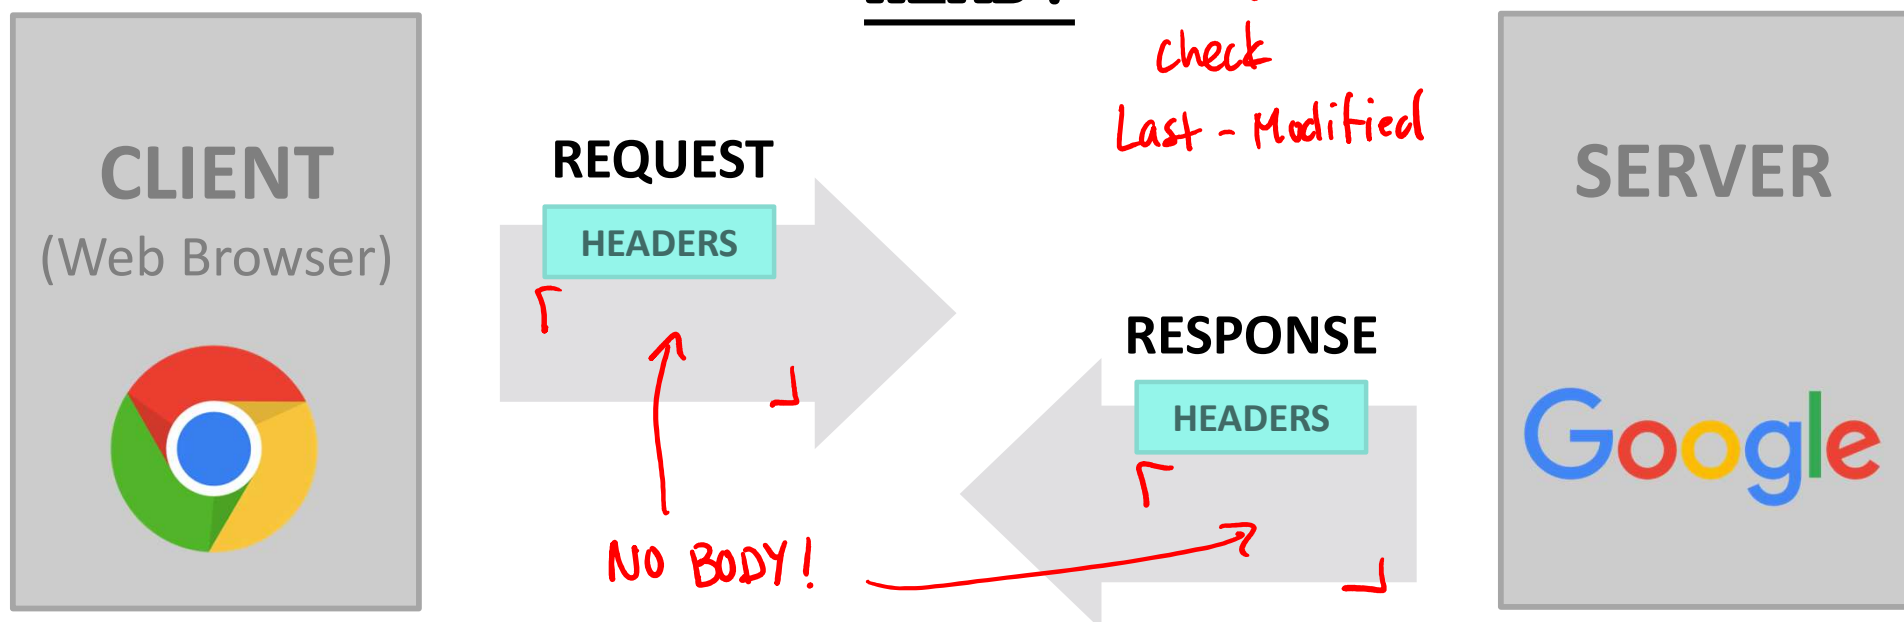 check
Last - Modified
CLIENT
(Web Browser)
REQUEST
HEADERS
RESPONSE
HEADERS
NO BODY!
SERVER
Google